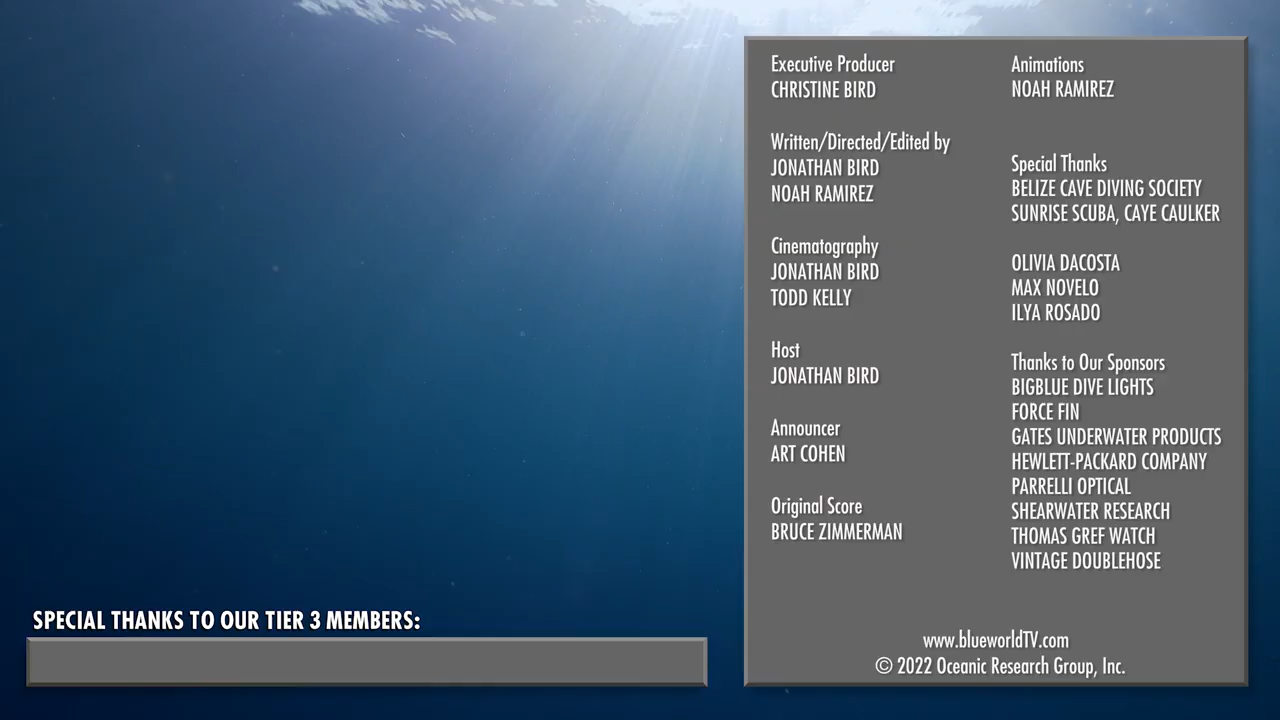 Executive Producer
CHRISTINE BIRD
Written/Directed/Edited by
JONATHAN BIRD
NOAH RAMIREZ
Cinematography
JONATHAN BIRD
TODD KELLY
Host
JONATHAN BIRD
Announcer
ART COHEN
Original Score
BRUCE ZIMMERMAN
Animations
NOAH RAMIREZ
Special Thanks
BELIZE CAVE DIVING SOCIETY
SUNRISE SCUBA, CAYE CAULKER
OLIVIA DACOSTA
MAX NOVELO
ILYA ROSADO
Thanks to Our Sponsors
BIGBLUE DIVE LIGHTS
FORCE FIN
GATES UNDERWATER PRODUCTS
HEWLETT-PACKARD COMPANY
PARRELLI OPTICAL
SHEARWATER RESEARCH
THOMAS GREF WATCH
VINTAGE DOUBLEHOSE
www.blueworldTV.com
© 2022 Oceanic Research Group, Inc.
SPECIAL THANKS TO OUR TIER 3 MEMBERS: